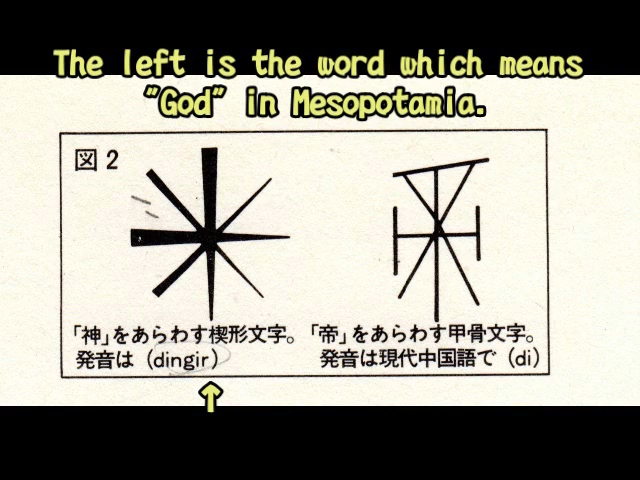 The left is the word which means
"God" in Mesopotamia.
図2
「神」をあらわす楔形文字。
発音は（dingir）
「帝」をあらわす甲骨文字。
発音は現代中国語で（di）
↑